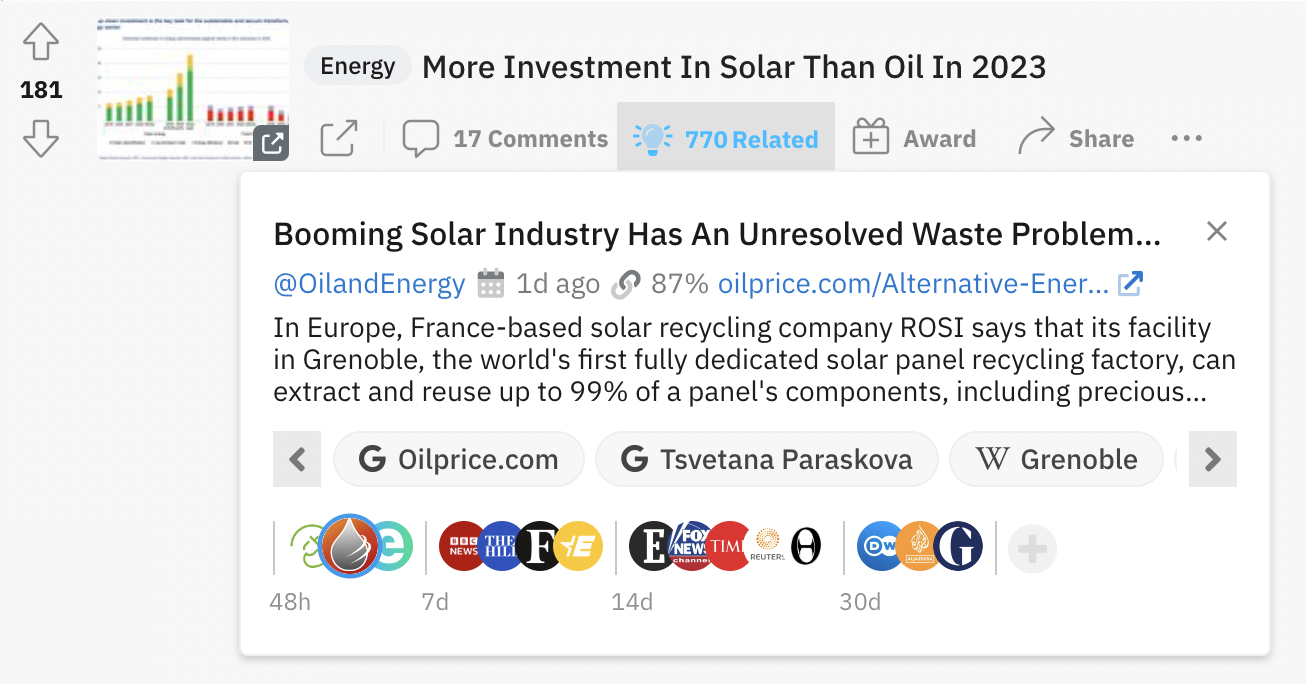 Energy More Investment In Solar Than Oil In 2023
181
17 Comments 770 Related Award Share
Booming Solar Industry Has An Unresolved Waste Problem...
@OilandEnergy 1d ago 87% oilprice.com/Alternative-Ener...
In Europe, France-based solar recycling company ROSI says that its facility
in Grenoble, the world's first fully dedicated solar panel recycling factory, can
extract and reuse up to 99% of a panel's components, including precious...
G Oilprice.com G Tsvetana Paraskova W Grenoble
e BBC NEWS THE HILL F E E FOX NEWS channel TIME REUTERS DW ALJAZEERA G
48h 7d 14d 30d